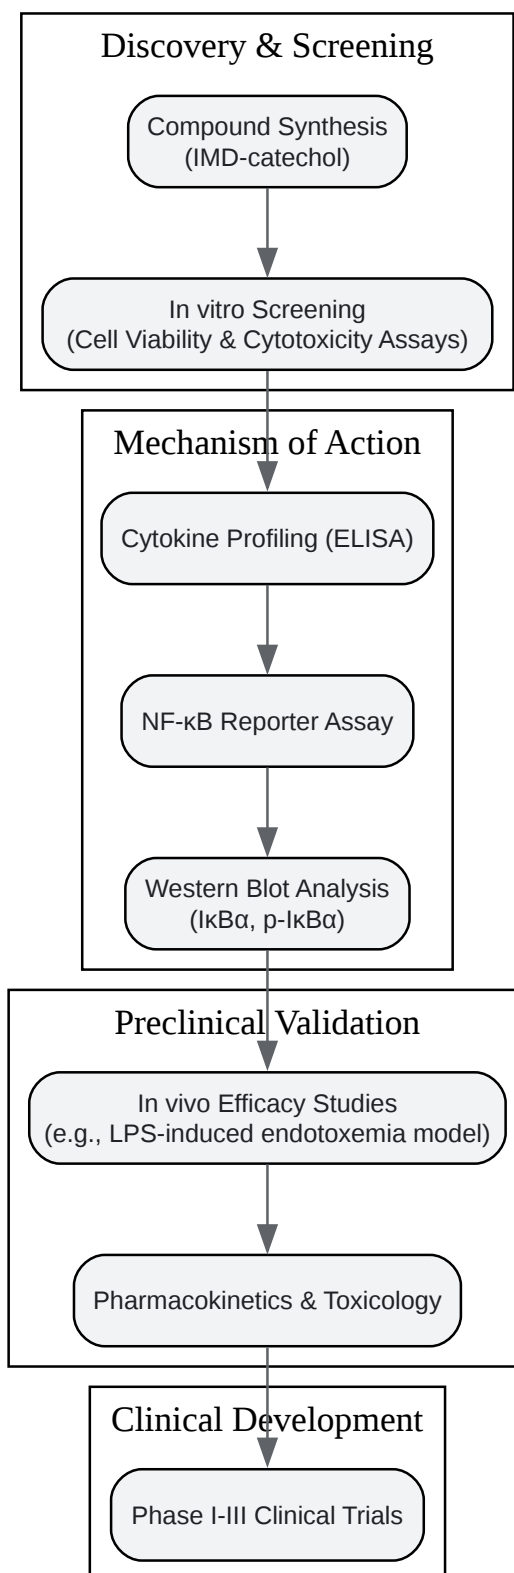 Discovery & Screening
Compound Synthesis
(IMD-catechol)
In vitro Screening
(Cell Viability & Cytotoxicity Assays)
Mechanism of Action
Cytokine Profiling (ELISA)
NF-κB Reporter Assay
Western Blot Analysis
(IκBα, p-IκBα)
Preclinical Validation
In vivo Efficacy Studies
(e.g., LPS-induced endotoxemia model)
Pharmacokinetics & Toxicology
Clinical Development
Phase I-III Clinical Trials